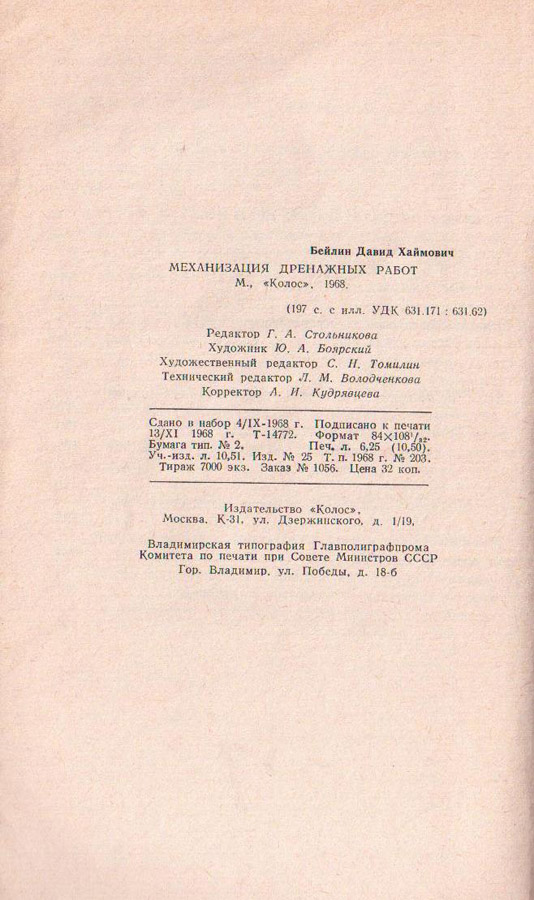 Бейлин Давид Хаймович
МЕХАНИЗАЦИЯ ДРЕНАЖНЫХ РАБОТ
М., «Колос», 1968.
(197 с. с илл. УДК 631.171 : 631.62)
Редактор Г. А. Стольникова
Художник Ю. А. Боярский
Художественный редактор С. Н. Томилин
Технический редактор Л. М. Володченкова
Корректор А. И. Кудрявцева
Сдано в набор 4/IX-1968 г. Подписано к печати
13/XI 1968 г. Т-14772. Формат 84×108¹/₃₂.
Бумага тип. № 2. Печ. л. 6,25 (10,50).
Уч.-изд. л. 10,51. Изд. № 25 Т. п. 1968 г. № 203.
Тираж 7000 экз. Заказ № 1056. Цена 32 коп.
Издательство «Колос»,
Москва, К-31, ул. Дзержинского, д. 1/19.
Владимирская типография Главполиграфпрома
Комитета по печати при Совете Министров СССР
Гор. Владимир, ул. Победы, д. 18-б